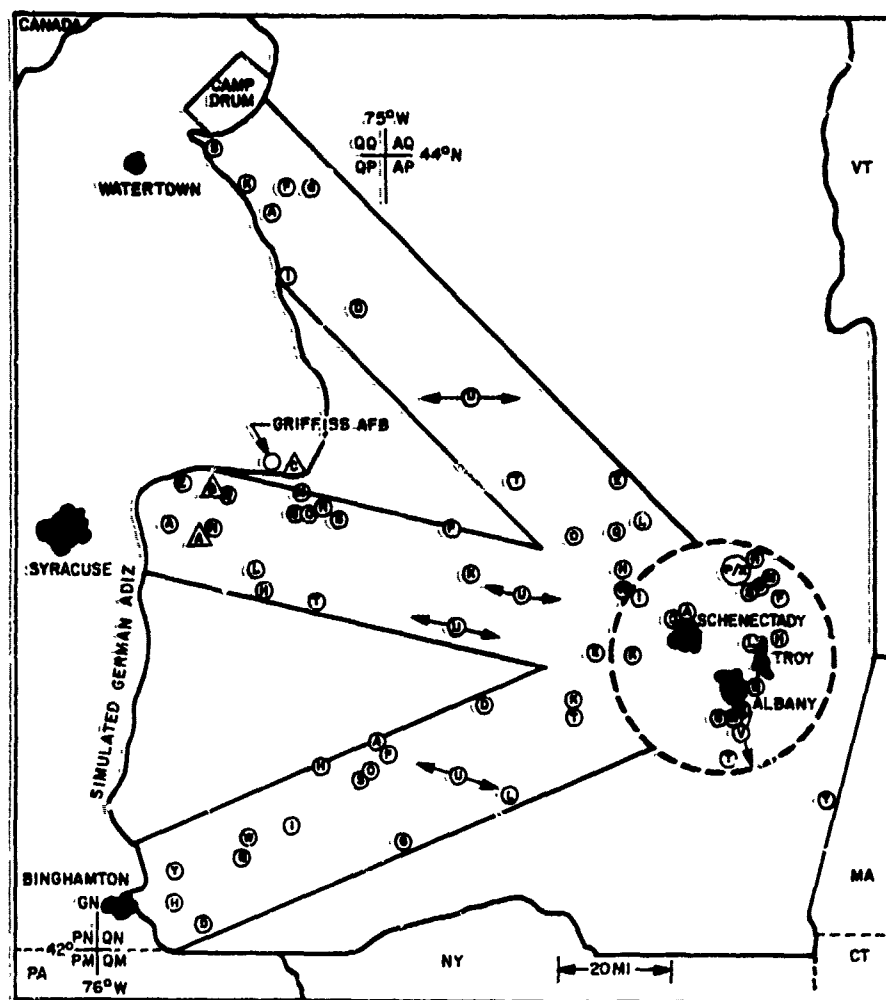 CANADA
CAMP
DRUM
75°W
QQ AQ
QP AP
44°N
VT
WATERTOWN
K
F
A
I
U
GRIFFISS AFB
C
T
L
A
A
F
O
L
SYRACUSE
K
H
P/K
H
I
F
T
U
A
U
SCHENECTADY
L
H
TROY
K
D
K
T
ALBANY
V
T
A
P
H
O
U
L
Y
SIMULATED GERMAN ADIZ
I
W
Y
BINGHAMTON
GN
H
D
MA
PN QN
42°
PM QM
PA
76°W
NY
20 MI
CT